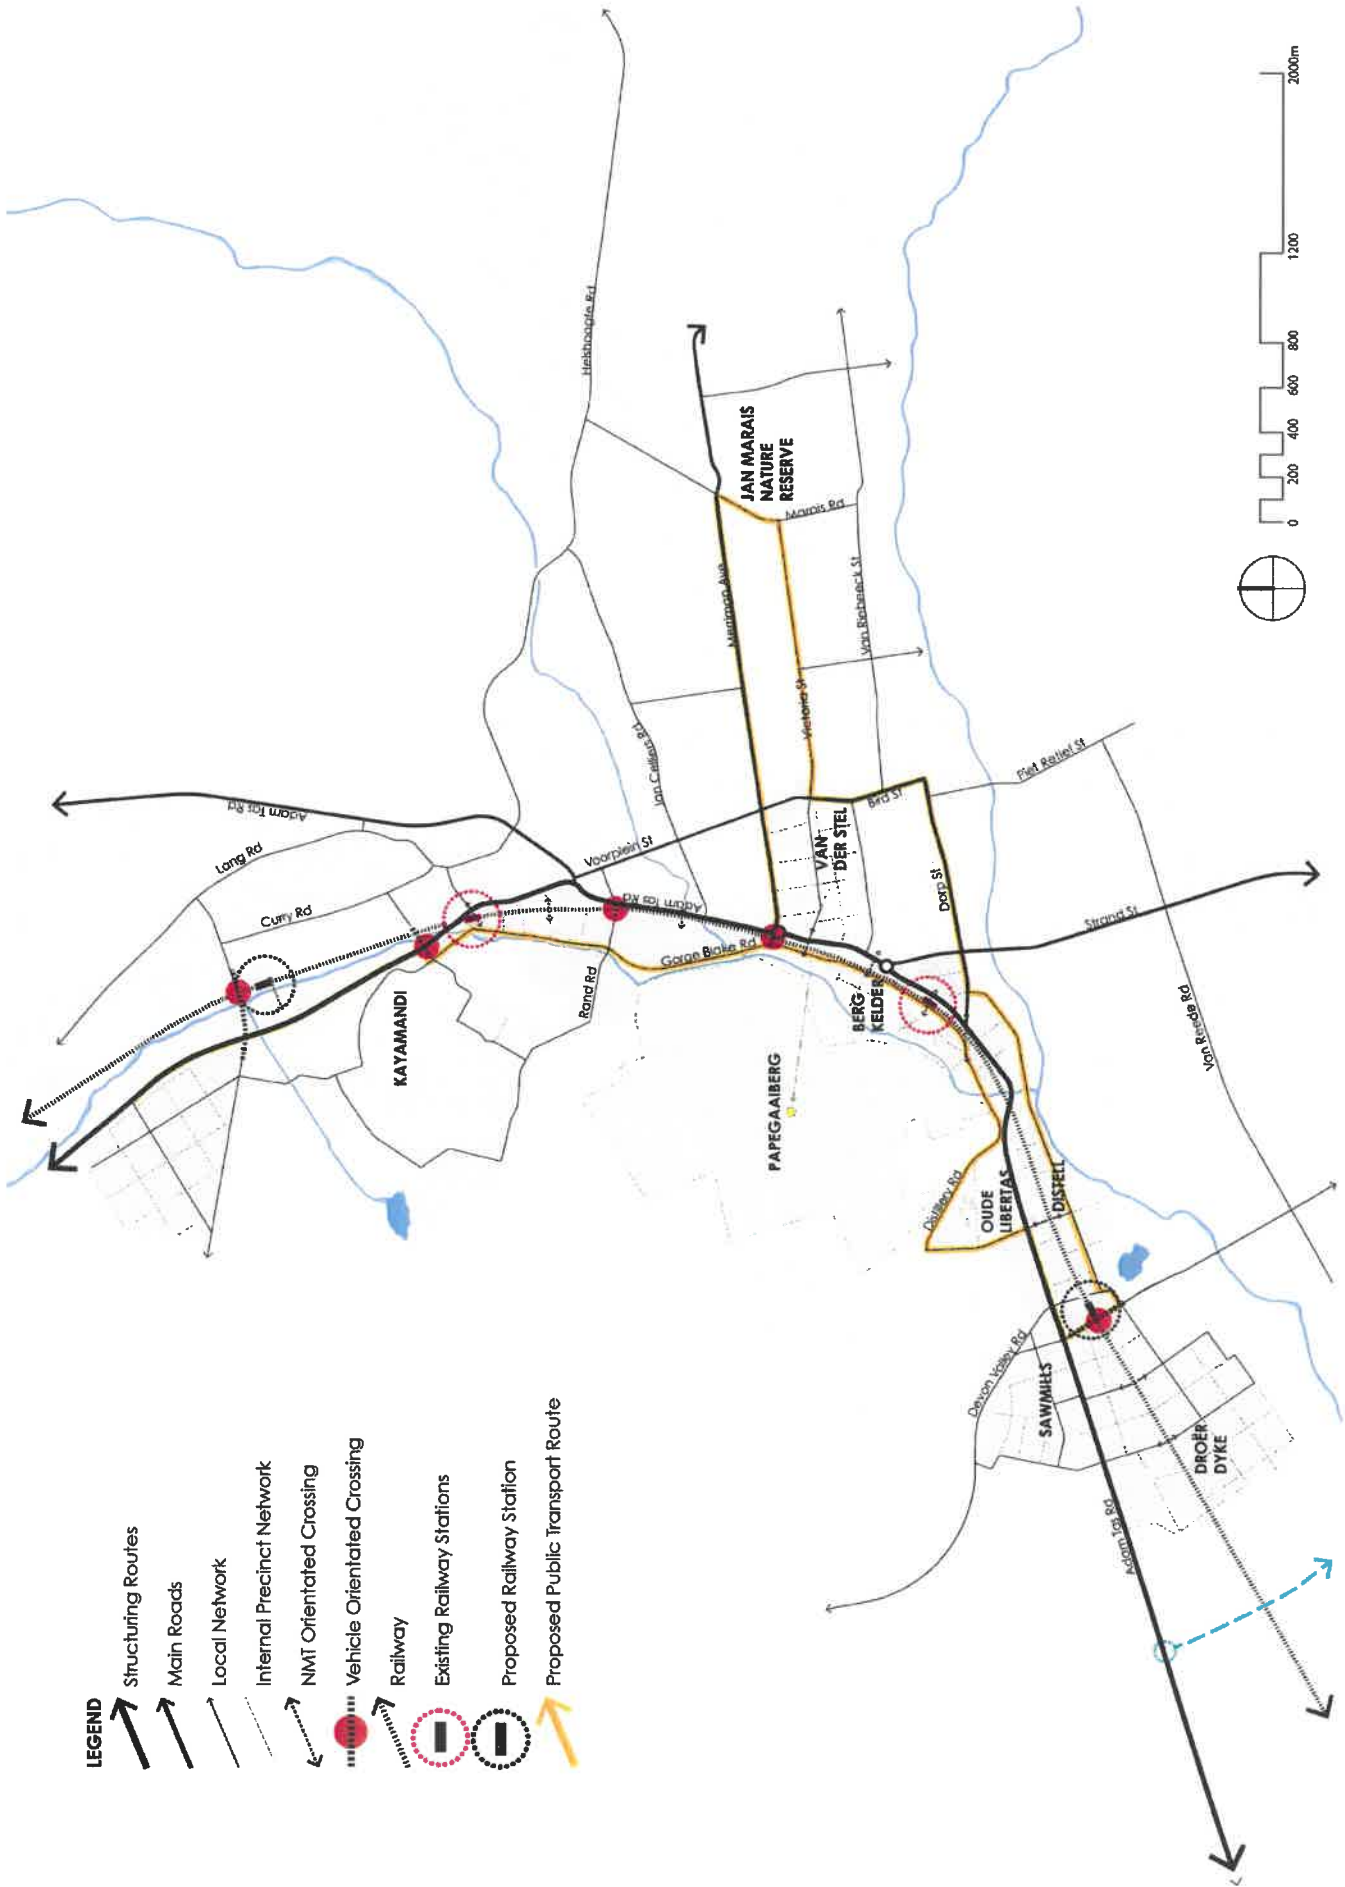 LEGEND
Structuring Routes
Main Roads
Local Network
Internal Precinct Network
NMT Orientated Crossing
Vehicle Orientated Crossing
Railway
Existing Railway Stations
Proposed Railway Station
Proposed Public Transport Route
Adam Tas Rd
Lang Rd
Curry Rd
Helshoogte Rd
KAYAMANDI
Rand Rd
Voorplein St
Adam Tas Rd
Jan Celliers Rd
George Blake Rd
Merriman Ave
JAN MARAIS
NATURE
RESERVE
Marais Rd
Victoria St
Van Riebeeck St
VAN
DER STEL
Bird St
PAPEGAAIBERG
BERG
KELDER
Dorp St
Piet Retief St
Strand St
Van Reede Rd
Distillery Rd
OUDE
LIBERTAS
DISTELL
Devon Valley Rd
SAWMILLS
DROËR
DYKE
Adam Tas Rd
0
200
400
600
800
1200
2000m